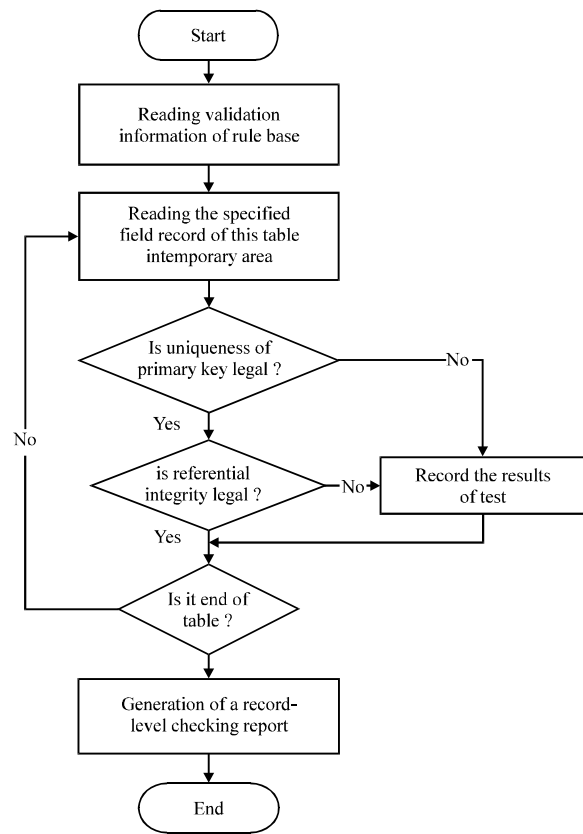 Start
Reading validation
information of rule base
Reading the specified
field record of this table
intemporary area
Is uniqueness of
primary key legal ?
No
Yes
No
is referential
integrity legal ?
No
Record the results
of test
Yes
Is it end of
table ?
Generation of a record-
level checking report
End